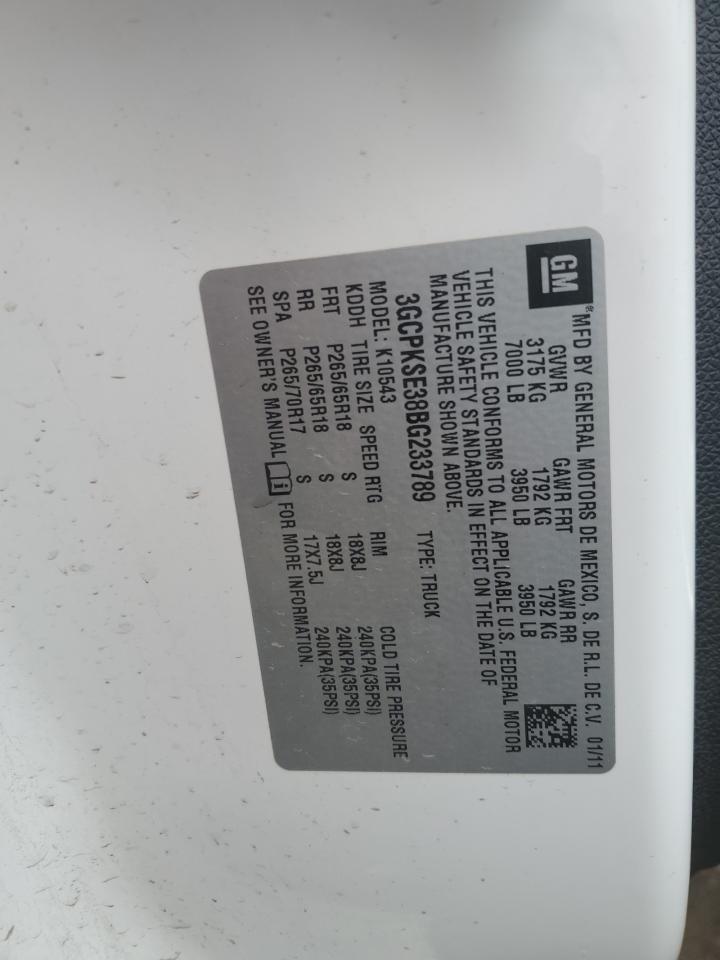 GM
® MFD BY GENERAL MOTORS DE MEXICO, S. DE R.L. DE C.V. 01/11
GVWR GAWR FRT GAWR RR
3175 KG 1792 KG 1792 KG
7000 LB 3950 LB 3950 LB
THIS VEHICLE CONFORMS TO ALL APPLICABLE U.S. FEDERAL MOTOR
VEHICLE SAFETY STANDARDS IN EFFECT ON THE DATE OF
MANUFACTURE SHOWN ABOVE.
3GCPKSE38BG233789 TYPE: TRUCK
MODEL: K10543
KDDH TIRE SIZE SPEED RTG RIM COLD TIRE PRESSURE
FRT P265/65R18 S 18X8J 240KPA(35PSI)
RR P265/65R18 S 18X8J 240KPA(35PSI)
SPA P265/70R17 S 17X7.5J 240KPA(35PSI)
SEE OWNER'S MANUAL i FOR MORE INFORMATION.